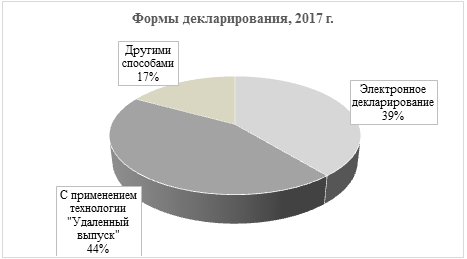 Формы декларирования, 2017 г.
Другими
способами
17%
Электронное
декларирование
39%
С применением
технологии
"Удаленный
выпуск"
44%